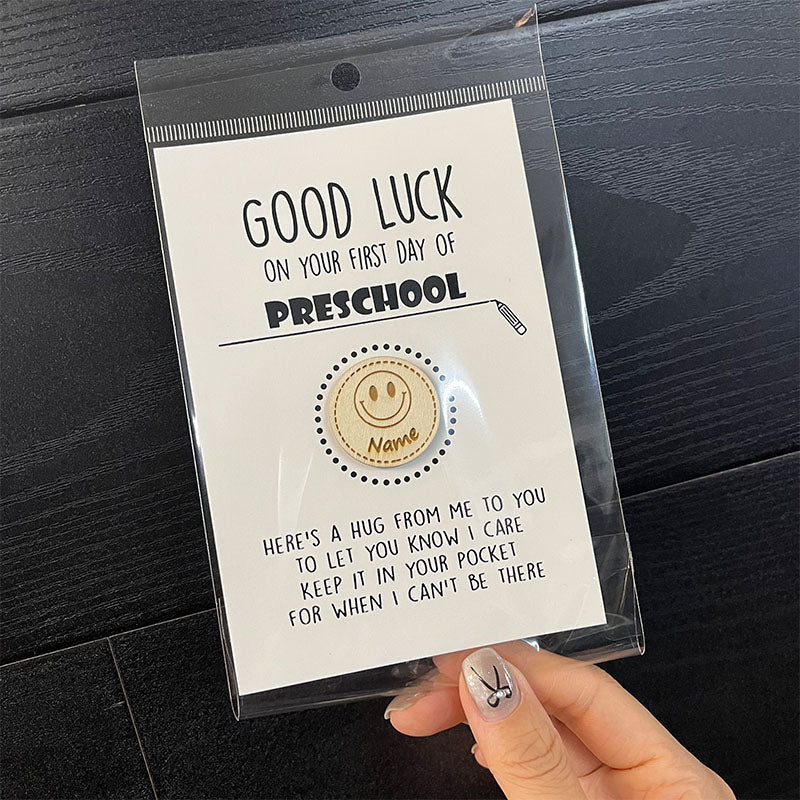 GOOD LUCK
ON YOUR FIRST DAY OF
PRESCHOOL
Name
HERE'S A HUG FROM ME TO YOU
TO LET YOU KNOW I CARE
KEEP IT IN YOUR POCKET
FOR WHEN I CAN'T BE THERE